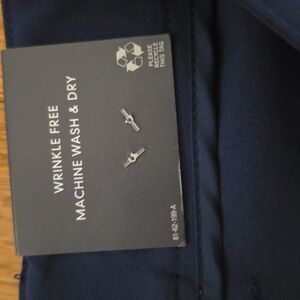 WRINKLE FREE
MACHINE WASH & DRY
PLEASE
RECYCLE
THIS TAG
81-62-199-A